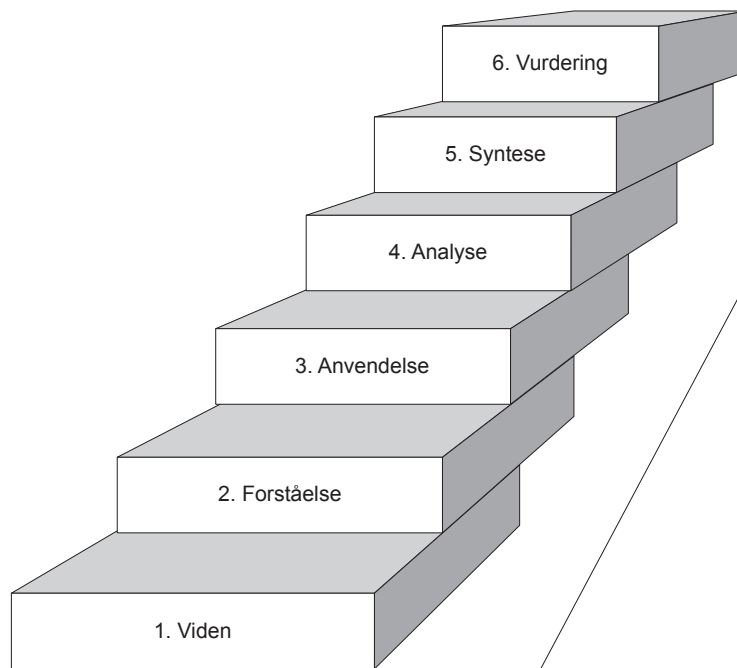 6. Vurdering
5. Syntese
4. Analyse
3. Anvendelse
2. Forståelse
1. Viden